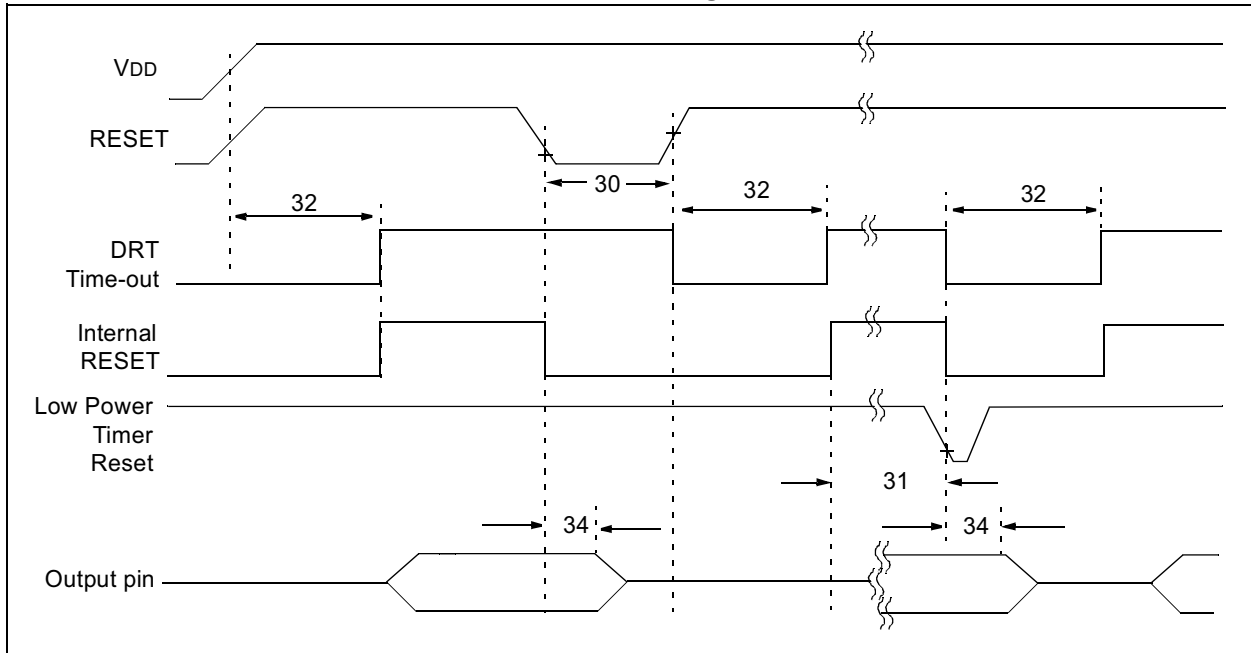 VDD
RESET
30
32
32
32
DRT
Time-out
Internal
RESET
Low Power
Timer
Reset
31
34
34
Output pin